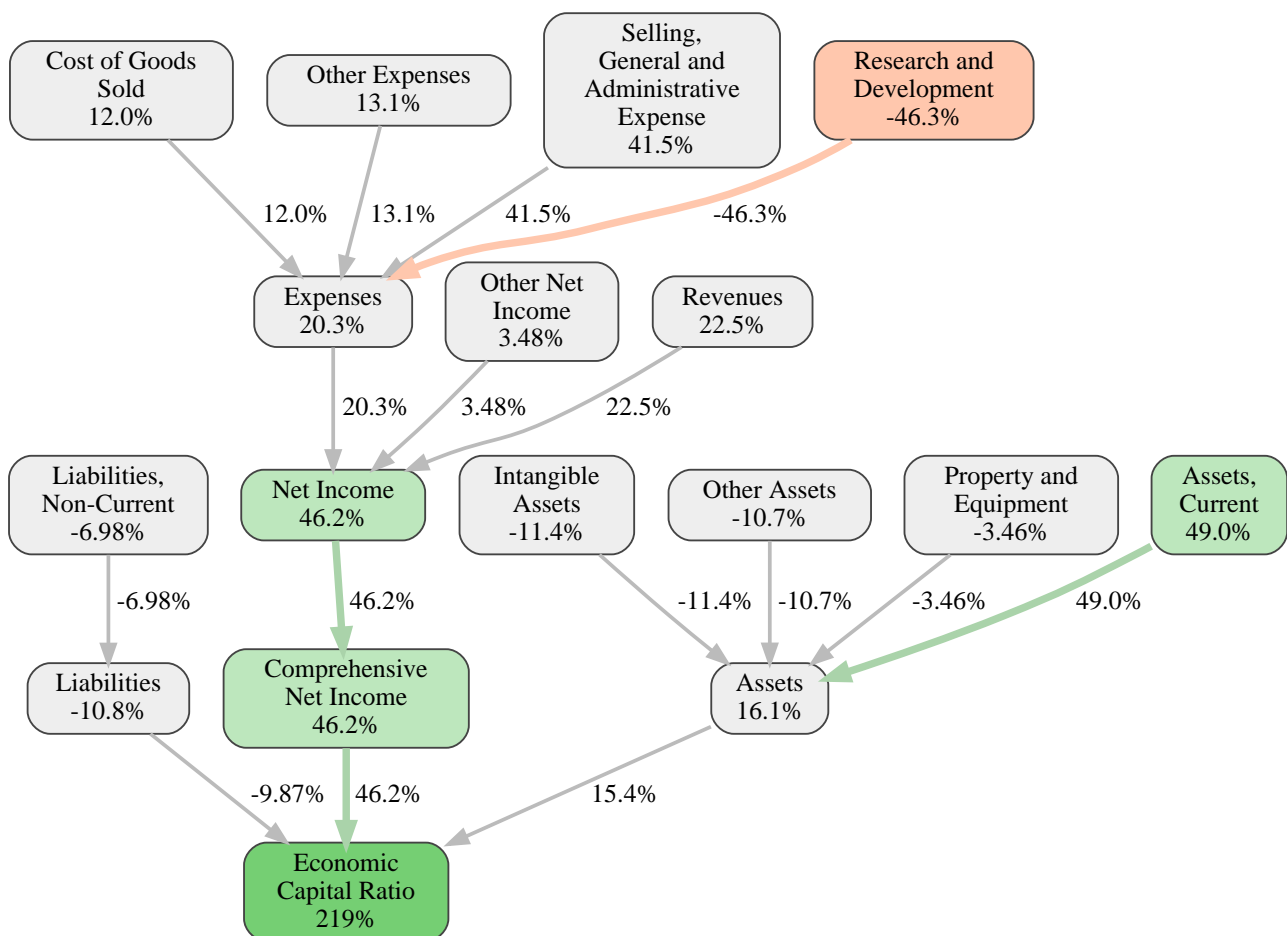 Cost of Goods
Sold
12.0%
Other Expenses
13.1%
Selling,
General and
Administrative
Expense
41.5%
Research and
Development
-46.3%
12.0%
13.1%
41.5%
-46.3%
Expenses
20.3%
Other Net
Income
3.48%
Revenues
22.5%
20.3%
3.48%
22.5%
Liabilities,
Non-Current
-6.98%
Net Income
46.2%
Intangible
Assets
-11.4%
Other Assets
-10.7%
Property and
Equipment
-3.46%
Assets,
Current
49.0%
-6.98%
46.2%
-11.4%
-10.7%
-3.46%
49.0%
Liabilities
-10.8%
Comprehensive
Net Income
46.2%
Assets
16.1%
-9.87%
46.2%
15.4%
Economic
Capital Ratio
219%